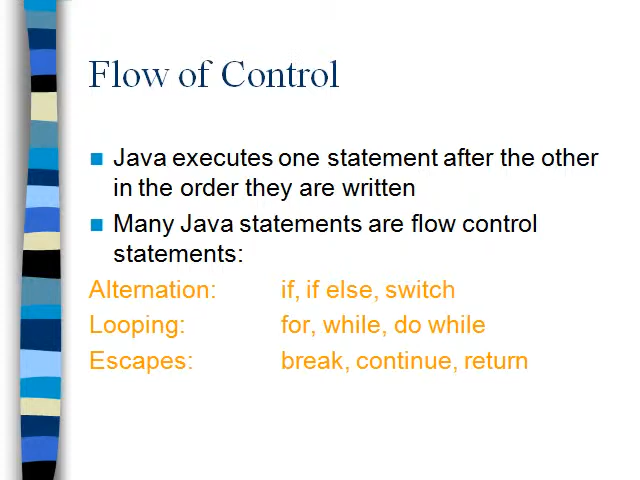 Flow of Control
Java executes one statement after the other
in the order they are written
Many Java statements are flow control
statements:
Alternation: if, if else, switch
Looping: for, while, do while
Escapes: break, continue, return